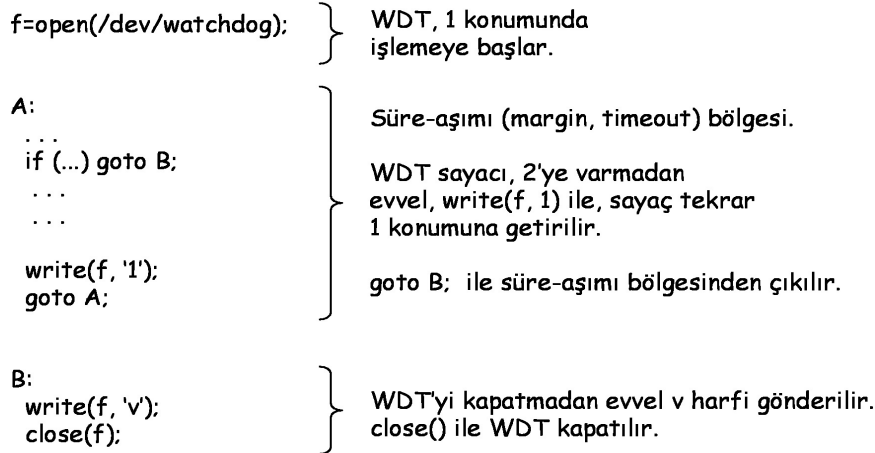 f=open(/dev/watchdog);
WDT, 1 konumunda
işlemeye başlar.
A:
. . .
if (...) goto B;
. . .
. . .
write(f, '1');
goto A;
Süre-aşımı (margin, timeout) bölgesi.
WDT sayacı, 2'ye varmadan
evvel, write(f, 1) ile, sayaç tekrar
1 konumuna getirilir.
goto B; ile süre-aşımı bölgesinden çıkılır.
B:
write(f, 'v');
close(f);
WDT'yi kapatmadan evvel v harfi gönderilir.
close() ile WDT kapatılır.